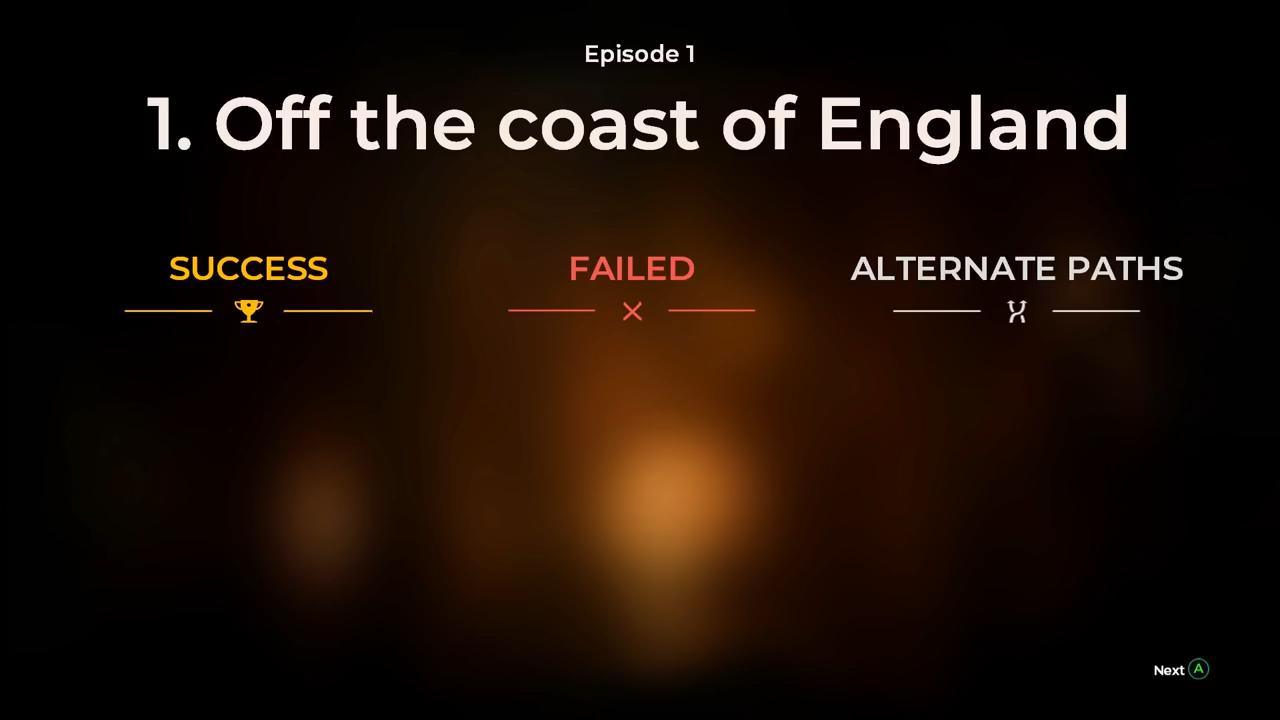 Episode 1
1. Off the coast of England
SUCCESS
FAILED
ALTERNATE PATHS
Next A